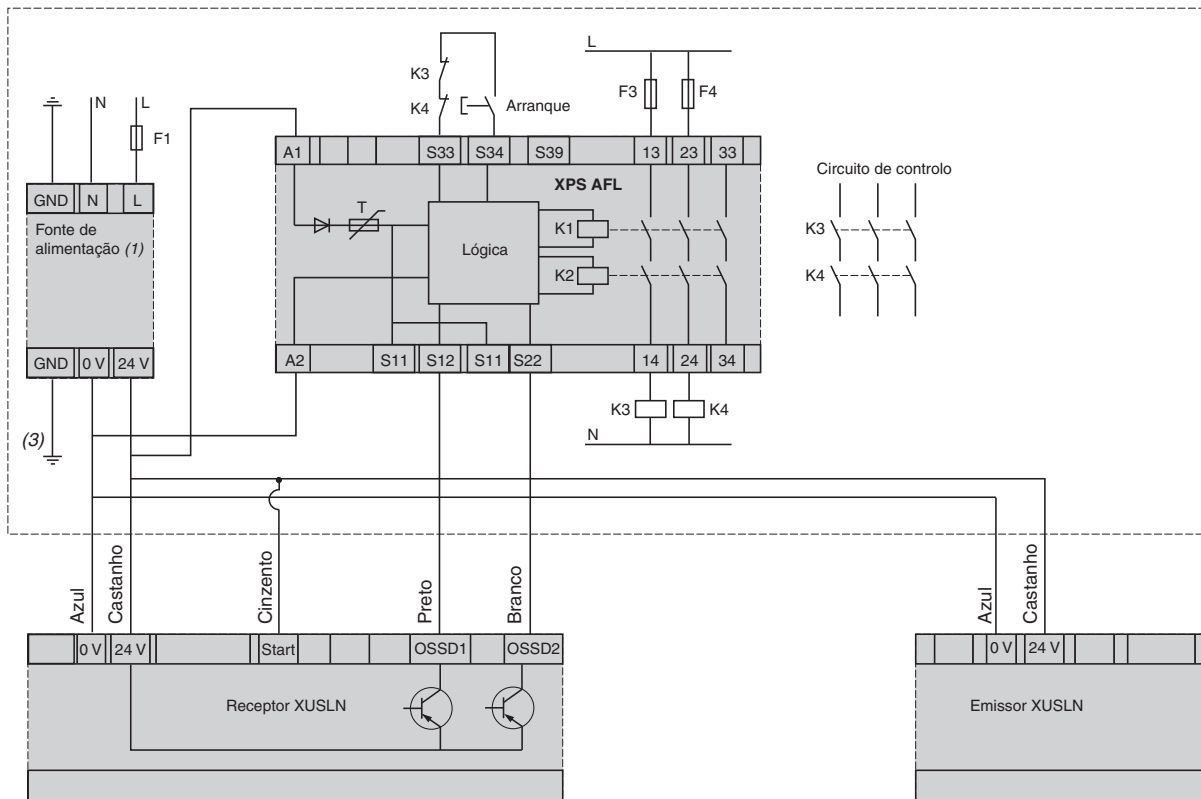 L
K3
F3
F4
N
L
K4
Arranque
F1
A1
S33
S34
S39
13
23
33
Circuito de controlo
XPS AFL
GND
N
L
T
Fonte de
alimentação (1)
K1
K3
Lógica
K2
K4
GND
0 V
24 V
A2
S11
S12
S11
S22
14
24
34
K3
K4
(3)
N
Azul
Castanho
Cinzento
Preto
Branco
Azul
Castanho
0 V
24 V
Start
OSSD1
OSSD2
0 V
24 V
Receptor XUSLN
Emissor XUSLN